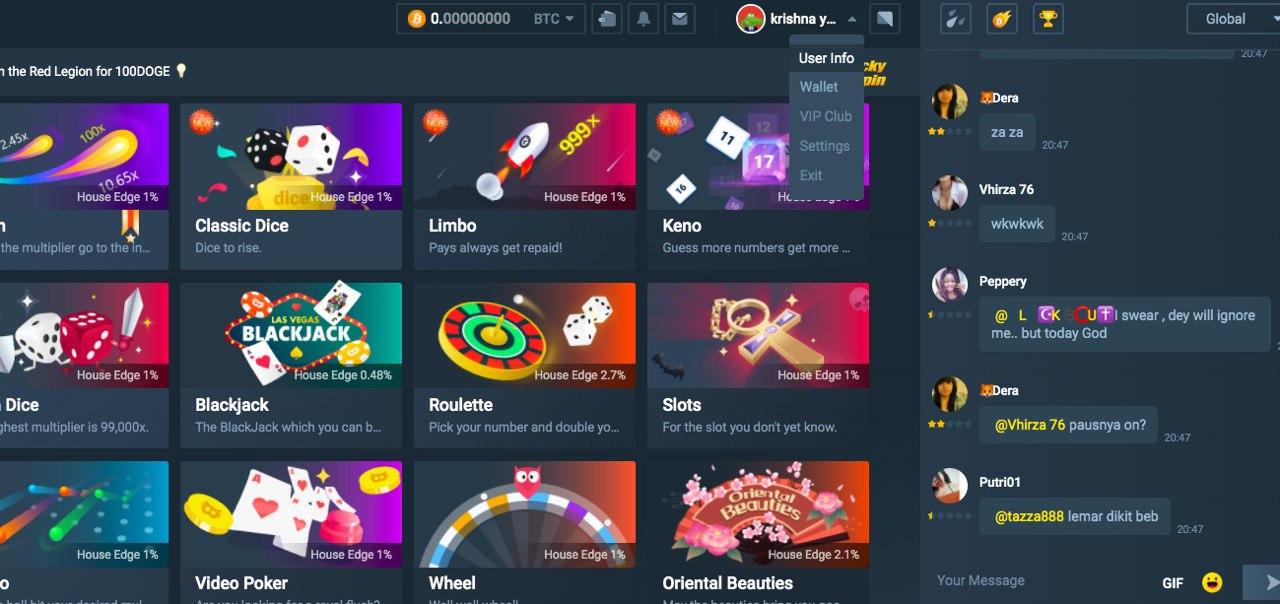 0.00000000
BTC
krishna y...
Global
User Info
Wallet
VIP Club
Settings
Exit
n the Red Legion for 100DOGE
2.45x
100x
10.65x
House Edge 1%
the multiplier go to the in...
NEW
dice
House Edge 1%
Classic Dice
Dice to rise.
NEW
999x
House Edge 1%
Limbo
Pays always get repaid!
NEW
11
12
17
16
Keno
Guess more numbers get more ...
House Edge 1%
Dice
ghest multiplier is 99,000x.
LAS VEGAS
BLACKJACK
House Edge 0.48%
Blackjack
The BlackJack which you can b...
House Edge 2.7%
Roulette
Pick your number and double yo...
House Edge 1%
Slots
For the slot you don't yet know.
House Edge 1%
House Edge 1%
Video Poker
House Edge 1%
Wheel
Oriental
Beauties
House Edge 2.1%
Oriental Beauties
20:47
Dera
za za
20:47
Vhirza 76
wkwkwk
20:47
Peppery
I swear , dey will ignore
me.. but today God
Dera
@Vhirza 76 pausnya on?
20:47
Putri01
@tazza888 lemar dikit beb
20:47
Your Message
GIF